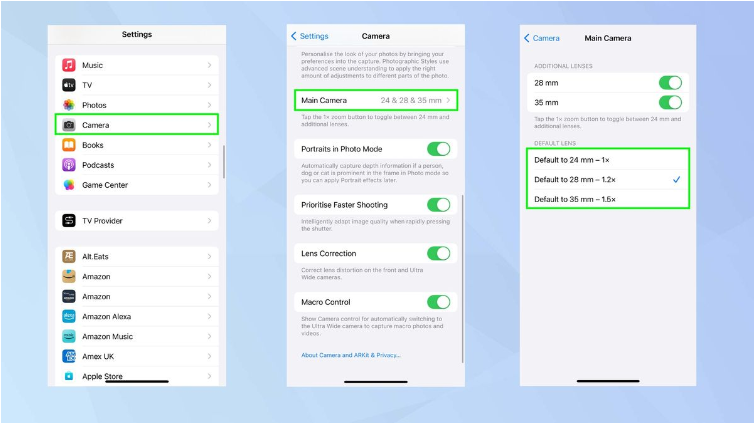 Settings
Music
TV
Photos
Camera
Books
Podcasts
Game Center
TV Provider
Alt.Eats
Amazon
Amazon
Amazon Alexa
Amazon Music
Amex UK
Apple Store
Settings
Camera
Personalise the look of your photos by bringing your
preferences into the capture. Photographic Styles use
advanced scene understanding to apply the right
amount of adjustments to different parts of the photo.
Main Camera 24 & 28 & 35 mm
Tap the 1x zoom button to toggle between 24 mm and
additional lenses.
Portraits in Photo Mode
Automatically capture depth information if a person,
dog or cat is prominent in the frame in Photo mode so
you can apply Portrait effects later.
Prioritise Faster Shooting
Intelligently adapt image quality when rapidly pressing
the shutter.
Lens Correction
Correct lens distortion on the front and Ultra
Wide cameras.
Macro Control
Show Camera control for automatically switching to
the Ultra Wide camera to capture macro photos and
videos.
About Camera and ARKit & Privacy...
Camera
Main Camera
ADDITIONAL LENSES
28 mm
35 mm
Tap the 1x zoom button to toggle between 24 mm and
additional lenses.
DEFAULT LENS
Default to 24 mm – 1x
Default to 28 mm – 1.2x
Default to 35 mm – 1.5x